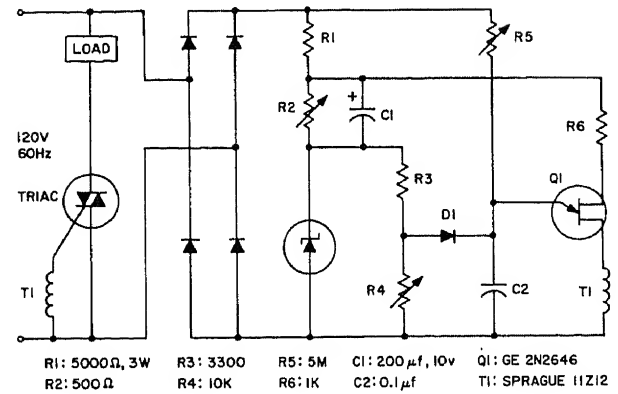 R1
R5
LOAD
R2
+
C1
R6
120V
60Hz
Q1
R3
TRIAC
D1
T1
R4
C2
T1
R1: 5000Ω, 3W R3: 3300 R5: 5M C1: 200 μf, 10v Q1: GE 2N2646
R2: 500Ω R4: 10K R6: 1K C2: 0.1μf T1: SPRAGUE 11Z12